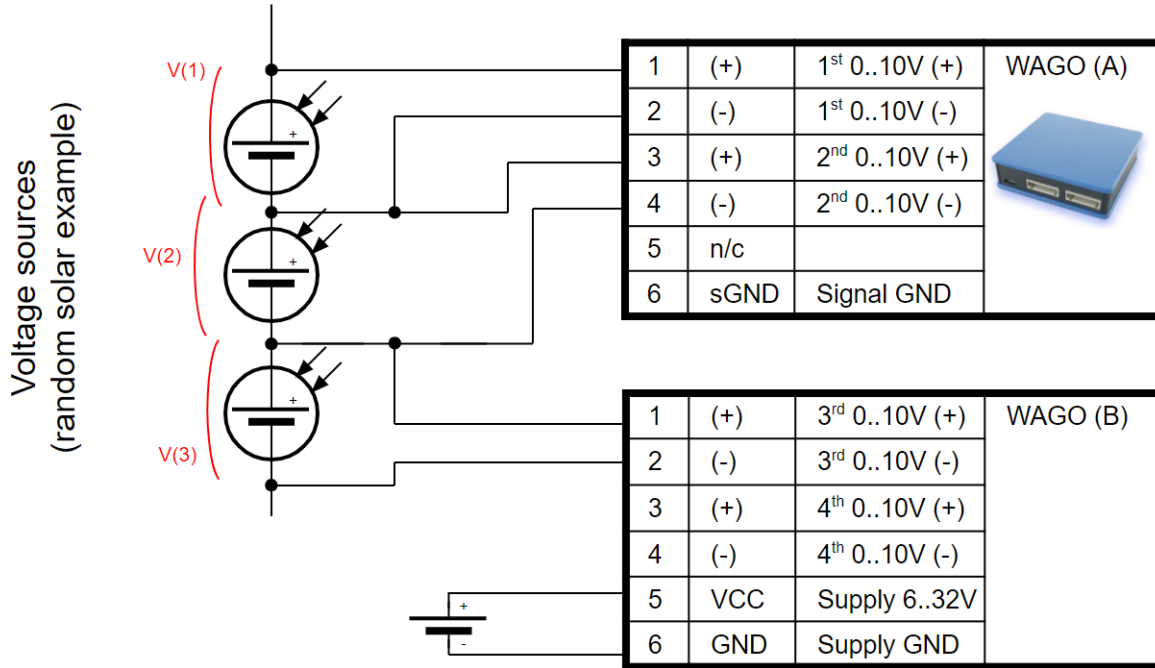 Voltage sources
(random solar example)
V(1)
V(2)
V(3)
+
+
+
1 (+) 1st 0..10V (+) WAGO (A)
2 (-) 1st 0..10V (-)
3 (+) 2nd 0..10V (+)
4 (-) 2nd 0..10V (-)
5 n/c
6 sGND Signal GND
1 (+) 3rd 0..10V (+) WAGO (B)
2 (-) 3rd 0..10V (-)
3 (+) 4th 0..10V (+)
4 (-) 4th 0..10V (-)
5 VCC Supply 6..32V
6 GND Supply GND
+
-